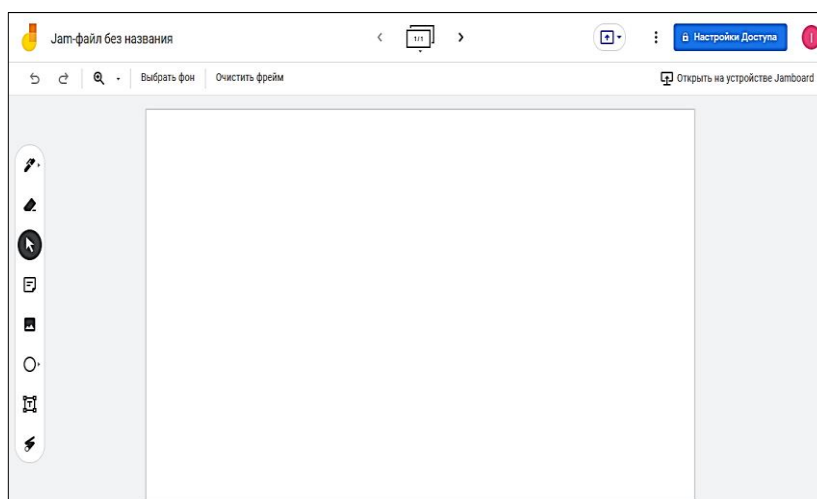 Jam-файл без названия
1/1
Настройки Доступа
I
Выбрать фон
Очистить фрейм
Открыть на устройстве Jamboard
T